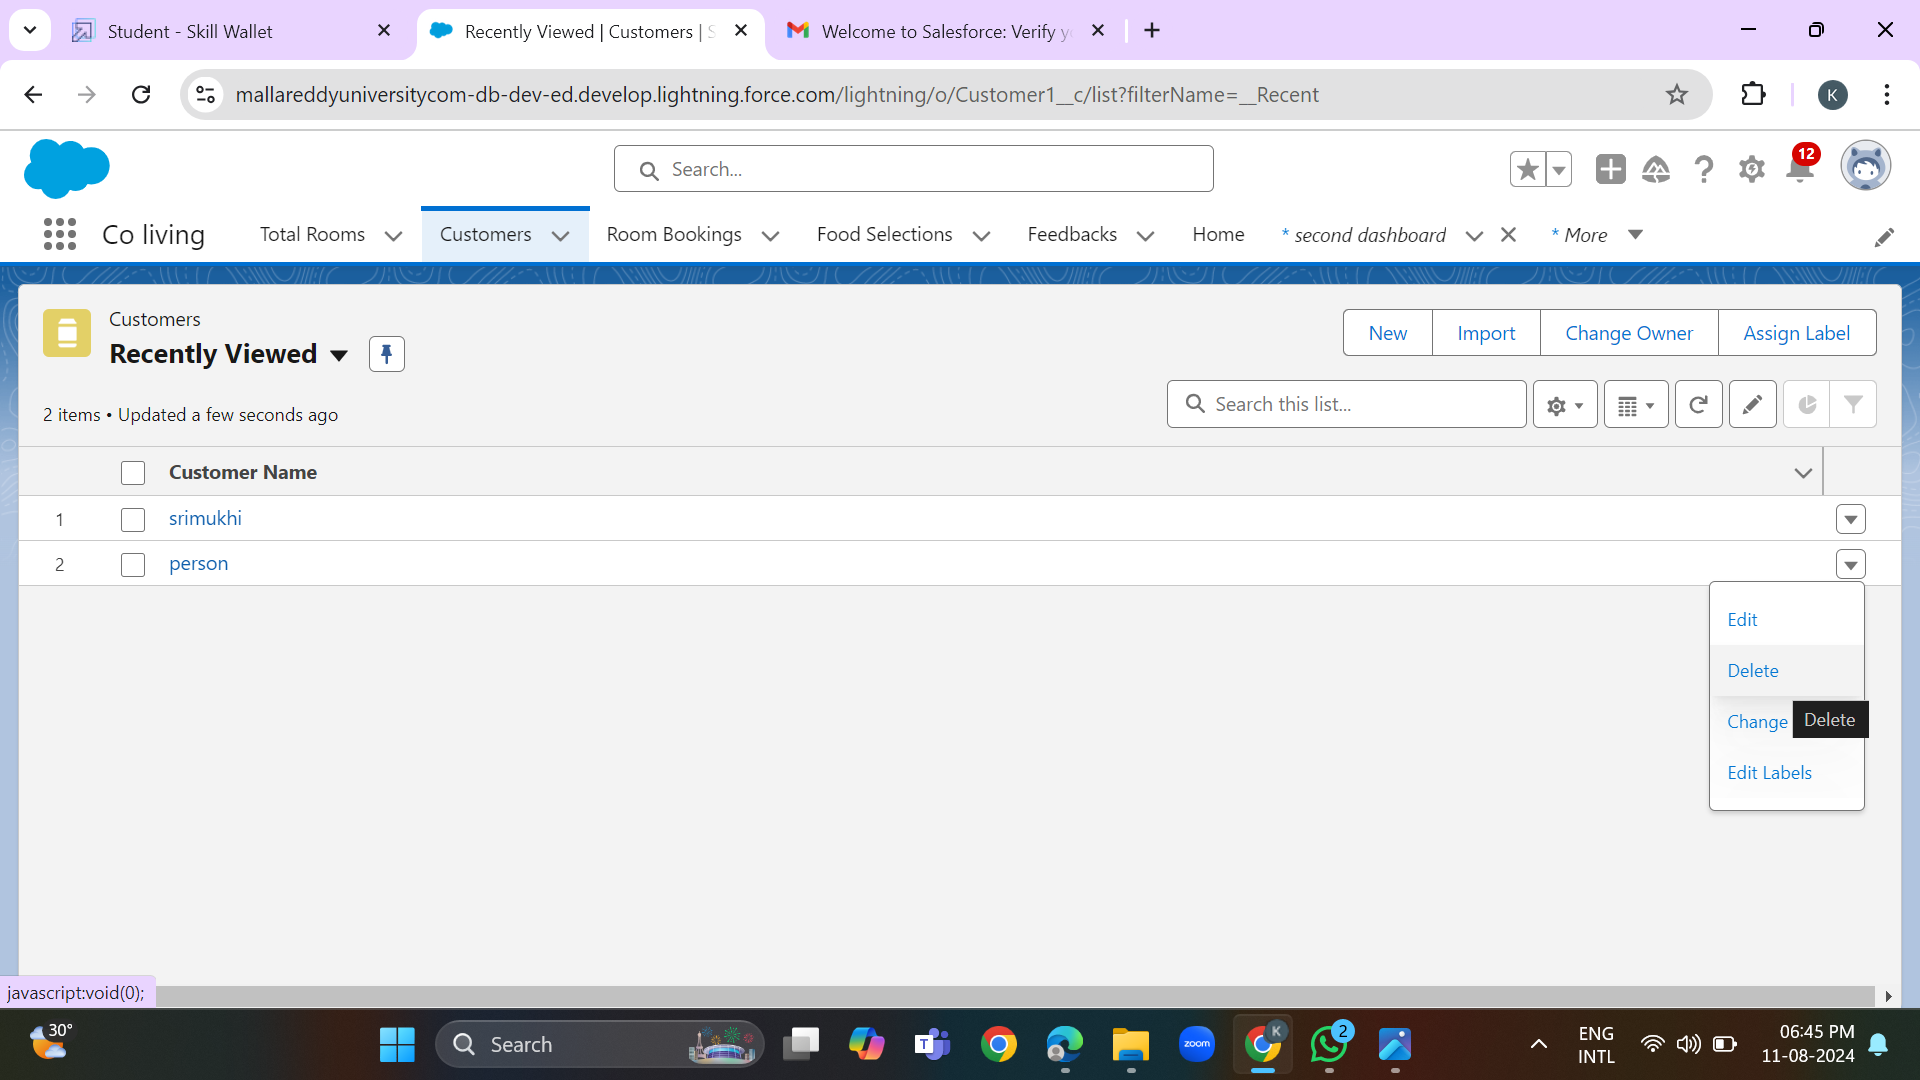 Student - Skill Wallet
Recently Viewed | Customers | S
Welcome to Salesforce: Verify y
mallareddyuniversitycom-db-dev-ed.develop.lightning.force.com/lightning/o/Customer1__c/list?filterName=__Recent
K
Search...
12
Co living
Total Rooms
Customers
Room Bookings
Food Selections
Feedbacks
Home
* second dashboard
* More
Customers
Recently Viewed
New
Import
Change Owner
Assign Label
2 items • Updated a few seconds ago
Search this list...
Customer Name
1
srimukhi
2
person
Edit
Delete
Change
Delete
Edit Labels
javascript:void(0);
30°
Search
T
zoom
K
2
ENG
INTL
06:45 PM
11-08-2024